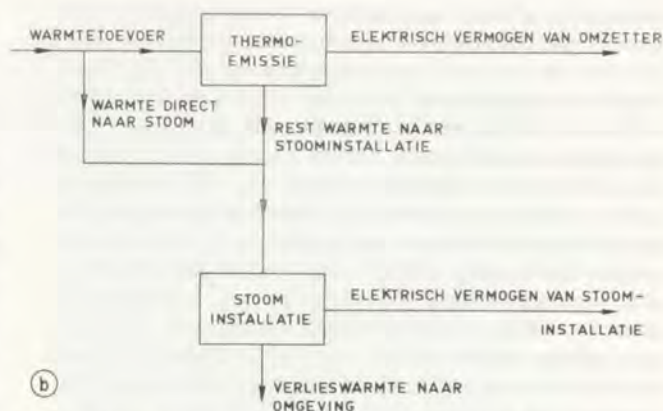 WARMTETOEVOER
THERMO-
EMISSIE
ELEKTRISCH VERMOGEN VAN OMZETTER
WARMTE DIRECT
NAAR STOOM
REST WARMTE NAAR
STOOMINSTALLATIE
STOOM
INSTALLATIE
ELEKTRISCH VERMOGEN VAN STOOM-
INSTALLATIE
VERLIESWARMTE NAAR
OMGEVING
b